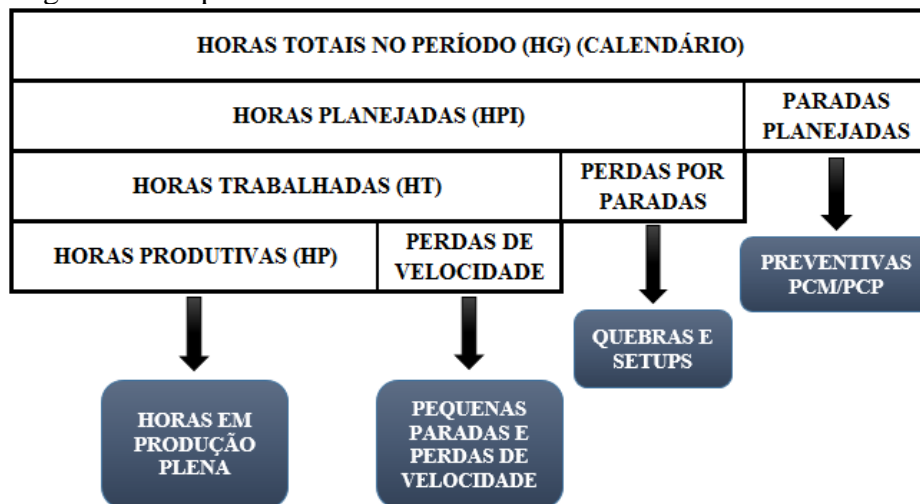 HORAS TOTAIS NO PERÍODO (HG) (CALENDÁRIO)
HORAS PLANEJADAS (HPI)
PARADAS
PLANEJADAS
HORAS TRABALHADAS (HT)
PERDAS POR
PARADAS
HORAS PRODUTIVAS (HP)
PERDAS DE
VELOCIDADE
PREVENTIVAS
PCM/PCP
QUEBRAS E
SETUPS
HORAS EM
PRODUÇÃO
PLENA
PEQUENAS
PARADAS E
PERDAS DE
VELOCIDADE